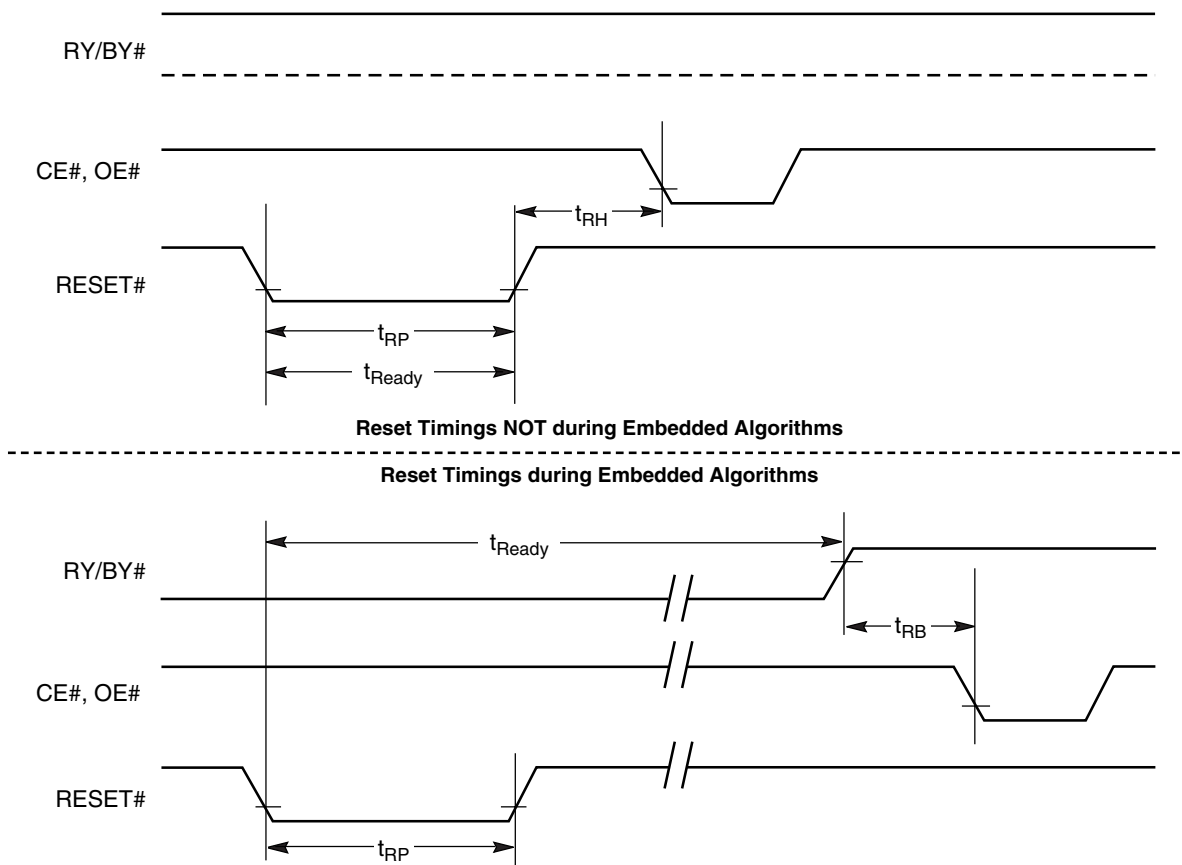 RY/BY#
CE#, OE#
tRH
RESET#
tRP
tReady
Reset Timings NOT during Embedded Algorithms
Reset Timings during Embedded Algorithms
tReady
RY/BY#
tRB
CE#, OE#
RESET#
tRP